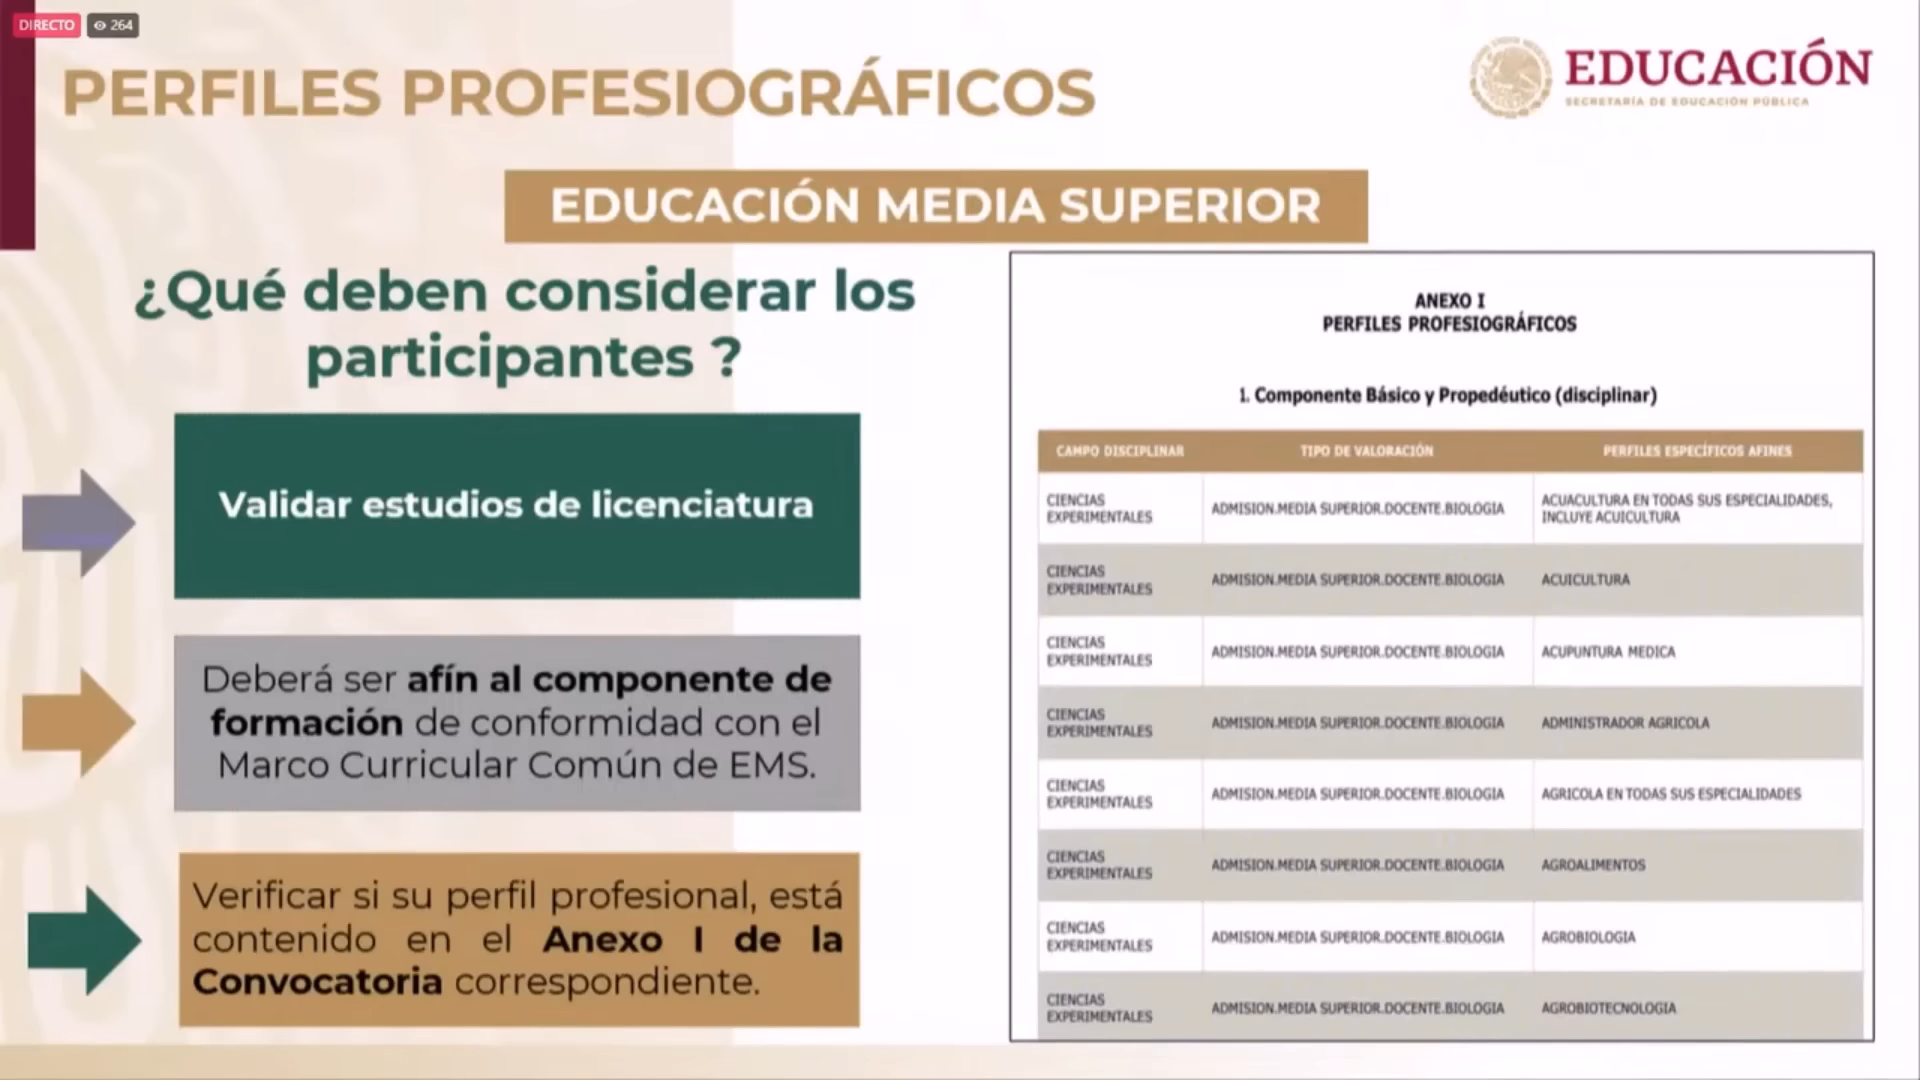 DIRECTO 264
PERFILES PROFESIOGRÁFICOS
EDUCACIÓN
SECRETARÍA DE EDUCACIÓN PÚBLICA
EDUCACIÓN MEDIA SUPERIOR
¿Qué deben considerar los
participantes ?
Validar estudios de licenciatura
Deberá ser afín al componente de
formación de conformidad con el
Marco Curricular Común de EMS.
Verificar si su perfil profesional, está
contenido en el Anexo I de la
Convocatoria correspondiente.
ANEXO I
PERFILES PROFESIOGRÁFICOS
1. Componente Básico y Propedéutico (disciplinar)
CAMPO DISCIPLINAR TIPO DE VALORACIÓN PERFILES ESPECÍFICOS AFINES
CIENCIAS
EXPERIMENTALES
ADMISION.MEDIA SUPERIOR.DOCENTE.BIOLOGIA
ACUACULTURA EN TODAS SUS ESPECIALIDADES,
INCLUYE ACUICULTURA
CIENCIAS
EXPERIMENTALES
ADMISION.MEDIA SUPERIOR.DOCENTE.BIOLOGIA
ACUICULTURA
CIENCIAS
EXPERIMENTALES
ADMISION.MEDIA SUPERIOR.DOCENTE.BIOLOGIA
ACUPUNTURA MEDICA
CIENCIAS
EXPERIMENTALES
ADMISION.MEDIA SUPERIOR.DOCENTE.BIOLOGIA
ADMINISTRADOR AGRICOLA
CIENCIAS
EXPERIMENTALES
ADMISION.MEDIA SUPERIOR.DOCENTE.BIOLOGIA
AGRICOLA EN TODAS SUS ESPECIALIDADES
CIENCIAS
EXPERIMENTALES
ADMISION.MEDIA SUPERIOR.DOCENTE.BIOLOGIA
AGROALIMENTOS
CIENCIAS
EXPERIMENTALES
ADMISION.MEDIA SUPERIOR.DOCENTE.BIOLOGIA
AGROBIOLOGIA
CIENCIAS
EXPERIMENTALES
ADMISION.MEDIA SUPERIOR.DOCENTE.BIOLOGIA
AGROBIOTECNOLOGIA